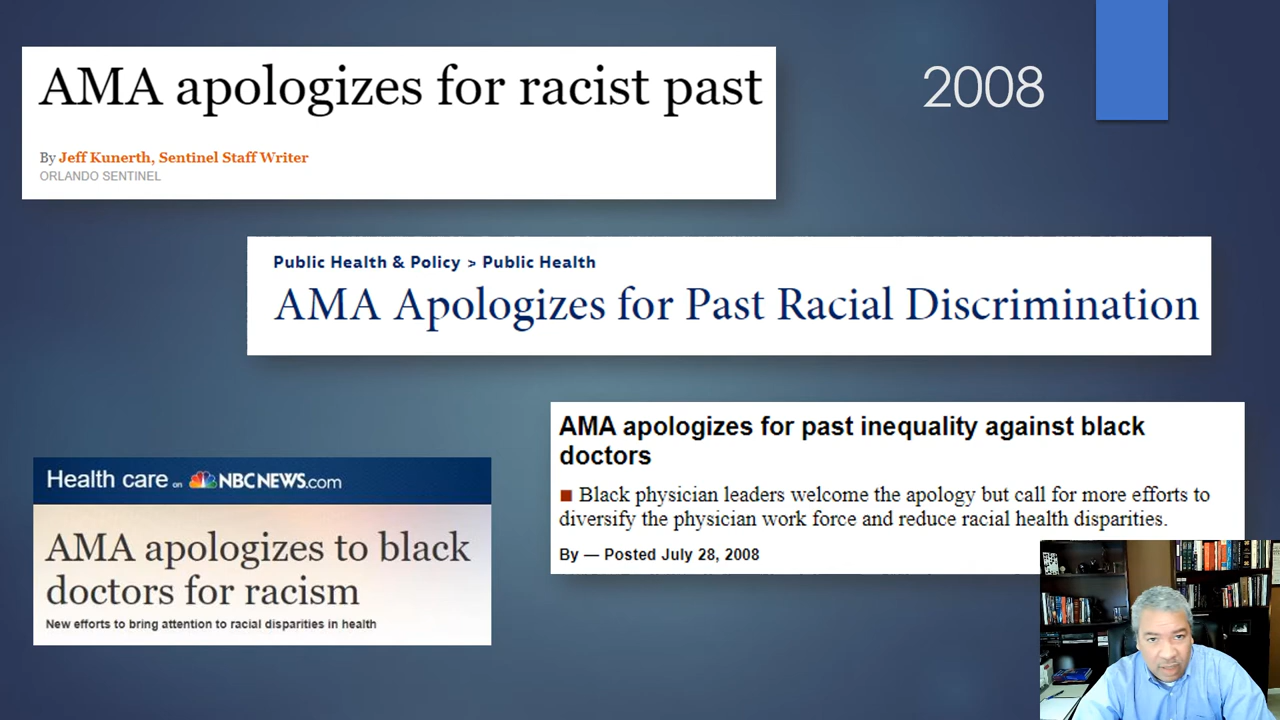 AMA apologizes for racist past
By Jeff Kunerth, Sentinel Staff Writer
ORLANDO SENTINEL
2008
Public Health & Policy > Public Health
AMA Apologizes for Past Racial Discrimination
AMA apologizes for past inequality against black
doctors
■ Black physician leaders welcome the apology but call for more efforts to
diversify the physician work force and reduce racial health disparities.
By — Posted July 28, 2008
Health care on NBCNEWS.com
AMA apologizes to black
doctors for racism
New efforts to bring attention to racial disparities in health